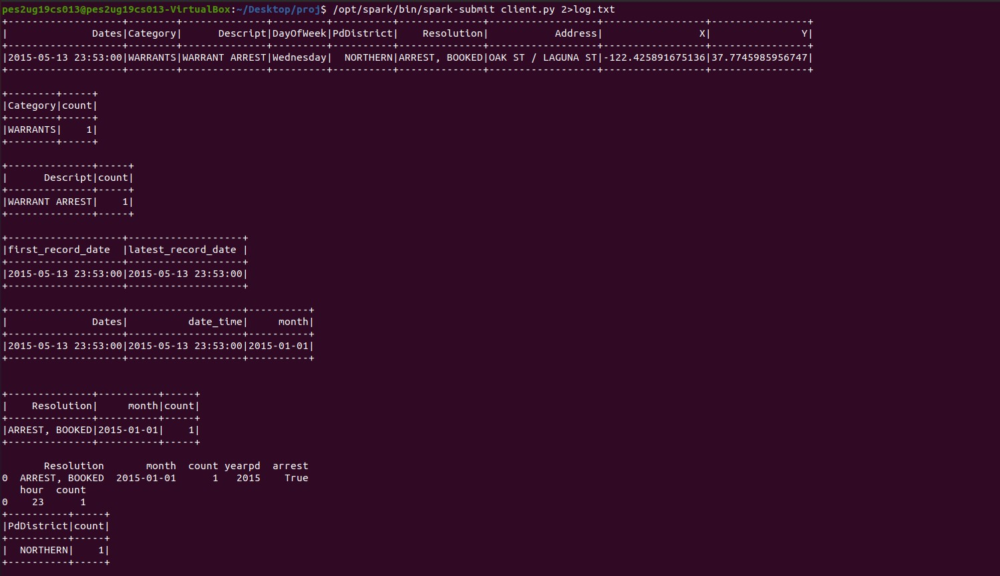 pes2ug19cs013@pes2ug19cs013-VirtualBox:~/Desktop/proj$ /opt/spark/bin/spark-submit client.py 2>log.txt
+-------------------+--------+--------------+---------+----------+--------------+------------------+-----------------+----------------+
|              Dates|Category|      Descript|DayOfWeek|PdDistrict|    Resolution|           Address|                X|               Y|
+-------------------+--------+--------------+---------+----------+--------------+------------------+-----------------+----------------+
|2015-05-13 23:53:00|WARRANTS|WARRANT ARREST|Wednesday|  NORTHERN|ARREST, BOOKED|OAK ST / LAGUNA ST|-122.425891675136|37.7745985956747|
+-------------------+--------+--------------+---------+----------+--------------+------------------+-----------------+----------------+

+--------+-----+
|Category|count|
+--------+-----+
|WARRANTS|    1|
+--------+-----+

+--------------+-----+
|      Descript|count|
+--------------+-----+
|WARRANT ARREST|    1|
+--------------+-----+

+-------------------+-------------------+
|first_record_date  |latest_record_date |
+-------------------+-------------------+
|2015-05-13 23:53:00|2015-05-13 23:53:00|
+-------------------+-------------------+

+-------------------+-------------------+----------+
|              Dates|          date_time|     month|
+-------------------+-------------------+----------+
|2015-05-13 23:53:00|2015-05-13 23:53:00|2015-01-01|
+-------------------+-------------------+----------+


+--------------+----------+-----+
|    Resolution|     month|count|
+--------------+----------+-----+
|ARREST, BOOKED|2015-01-01|    1|
+--------------+----------+-----+

       Resolution       month  count yearpd  arrest
0  ARREST, BOOKED  2015-01-01      1   2015    True
   hour  count
0    23      1
+----------+-----+
|PdDistrict|count|
+----------+-----+
|  NORTHERN|    1|
+----------+-----+